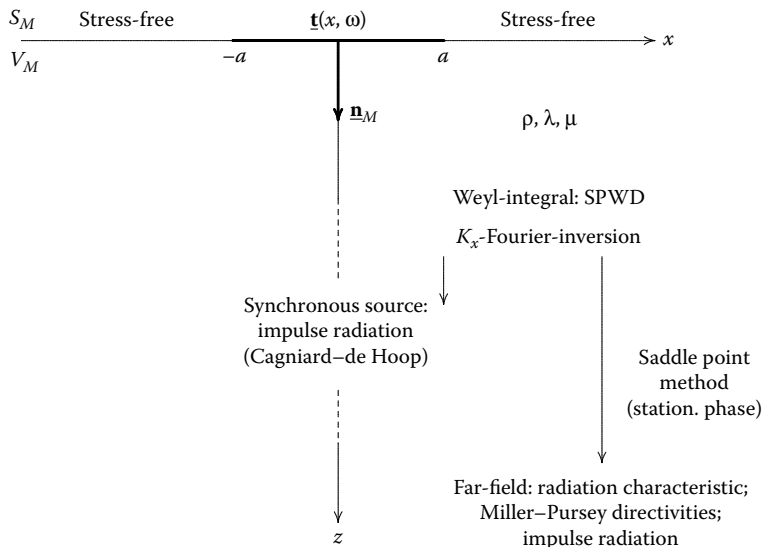 S_M Stress-free t(x, ω) Stress-free
x
V_M −a a
n_M
ρ, λ, μ
Weyl-integral: SPWD
K_x-Fourier-inversion
Synchronous source:
impulse radiation
(Cagniard–de Hoop)
Saddle point
method
(station. phase)
Far-field: radiation characteristic;
Miller–Pursey directivities;
impulse radiation
z